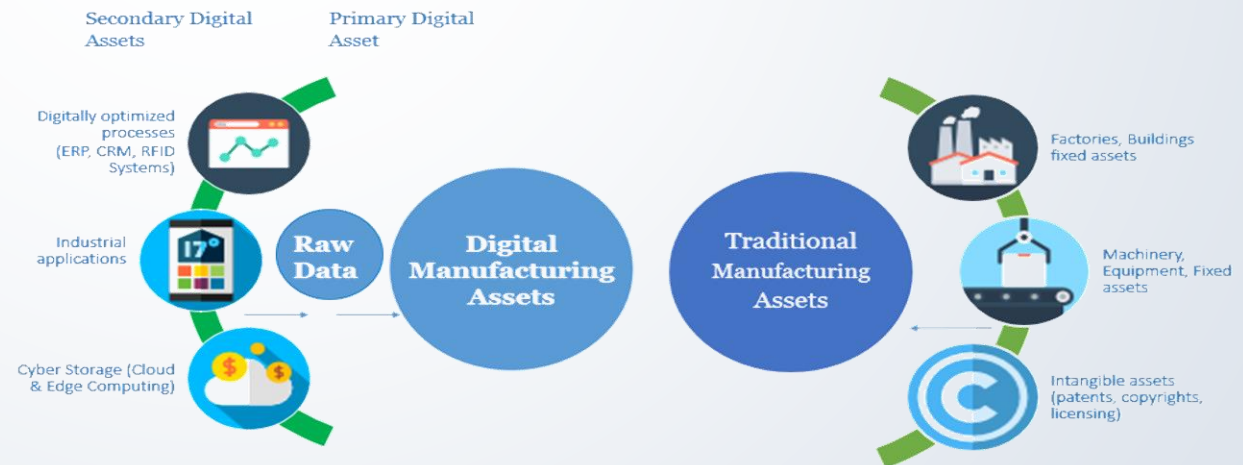 Secondary Digital
Assets
Primary Digital
Asset
Digitally optimized
processes
(ERP, CRM, RFID
Systems)
Industrial
applications
17°
Cyber Storage (Cloud
& Edge Computing)
$
$
Raw
Data
Digital
Manufacturing
Assets
Traditional
Manufacturing
Assets
Factories, Buildings
fixed assets
Machinery,
Equipment, Fixed
assets
C
Intangible assets
(patents, copyrights,
licensing)